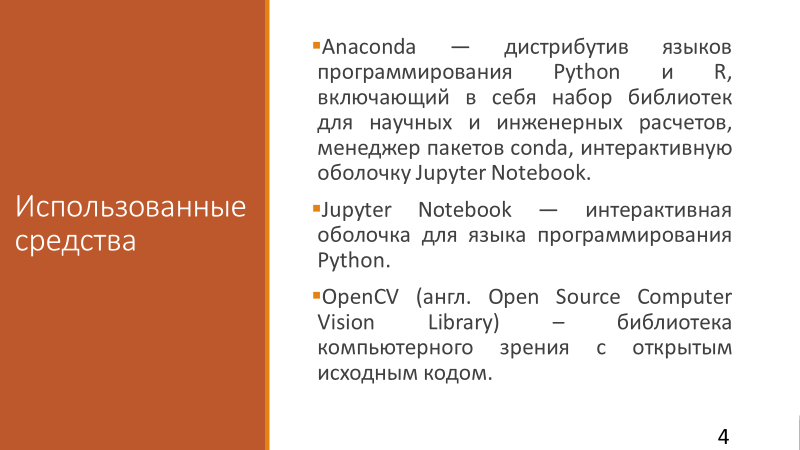 Использованные
средства
▪Anaconda — дистрибутив языков
программирования Python и R,
включающий в себя набор библиотек
для научных и инженерных расчетов,
менеджер пакетов conda, интерактивную
оболочку Jupyter Notebook.
▪Jupyter Notebook — интерактивная
оболочка для языка программирования
Python.
▪OpenCV (англ. Open Source Computer
Vision Library) – библиотека
компьютерного зрения с открытым
исходным кодом.
4